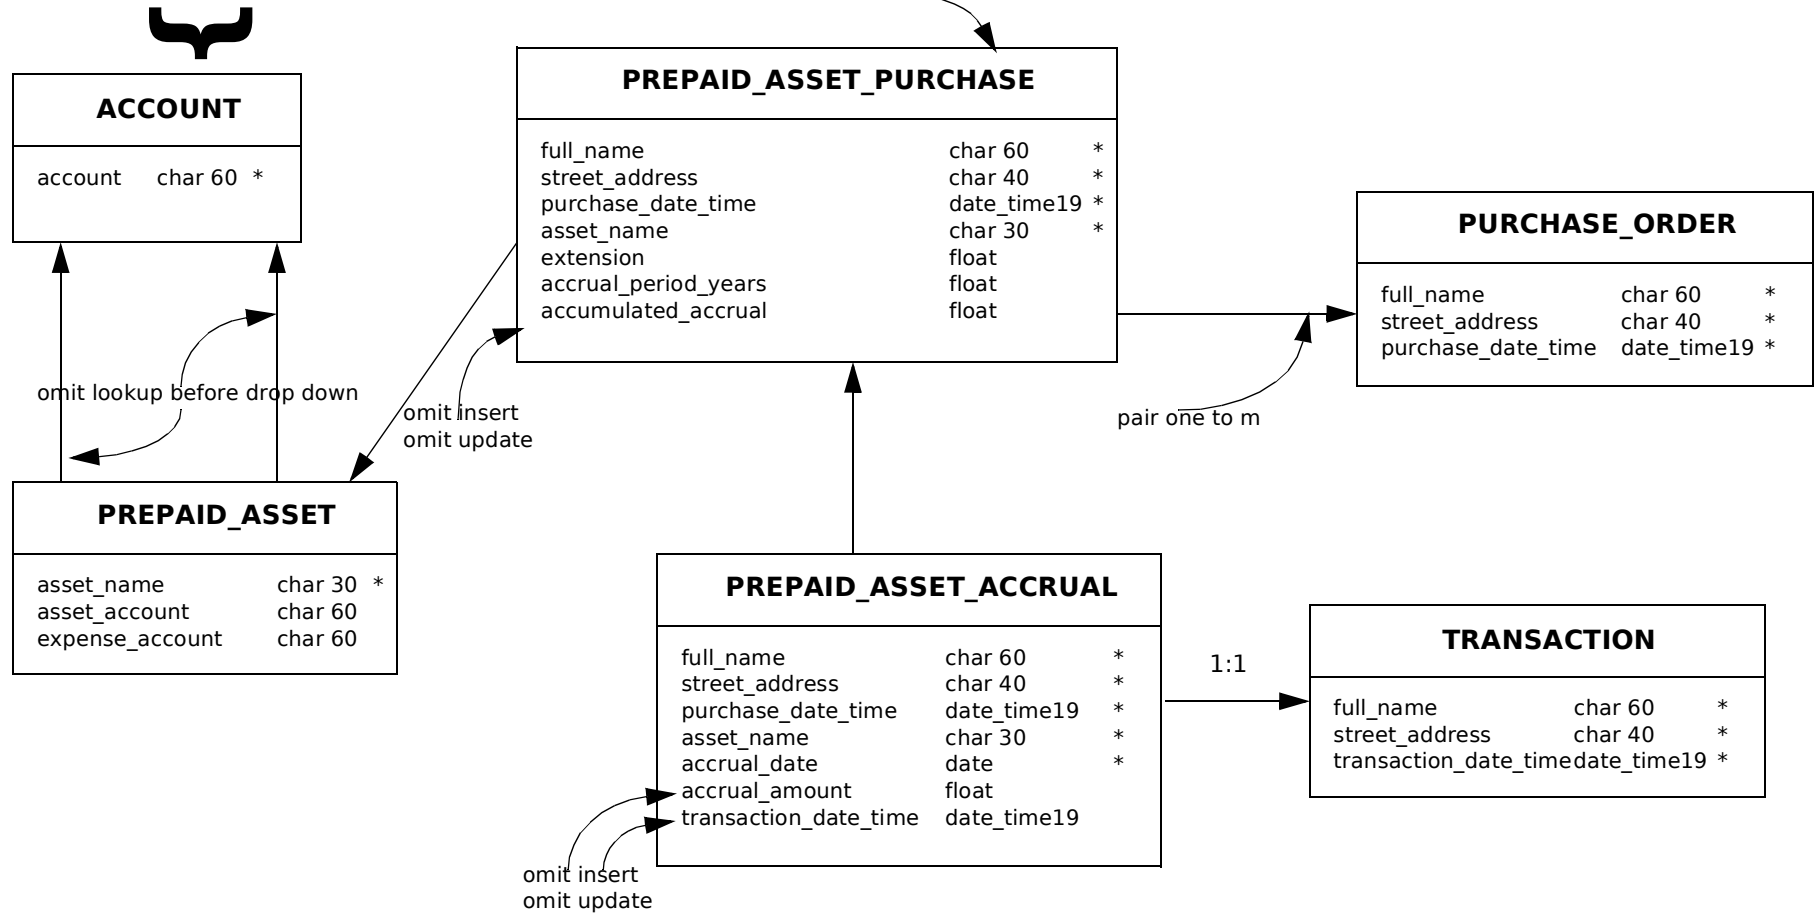 }
ACCOUNT
account char 60 *
PREPAID_ASSET_PURCHASE
full_name char 60 *
street_address char 40 *
purchase_date_time date_time19 *
asset_name char 30 *
extension float
accrual_period_years float
accumulated_accrual float
PURCHASE_ORDER
full_name char 60 *
street_address char 40 *
purchase_date_time date_time19 *
omit lookup before drop down
omit insert
omit update
pair one to m
PREPAID_ASSET
asset_name char 30 *
asset_account char 60
expense_account char 60
PREPAID_ASSET_ACCRUAL
full_name char 60 *
street_address char 40 *
purchase_date_time date_time19 *
asset_name char 30 *
accrual_date date *
accrual_amount float
transaction_date_time date_time19
omit insert
omit update
1:1
TRANSACTION
full_name char 60 *
street_address char 40 *
transaction_date_time date_time19 *